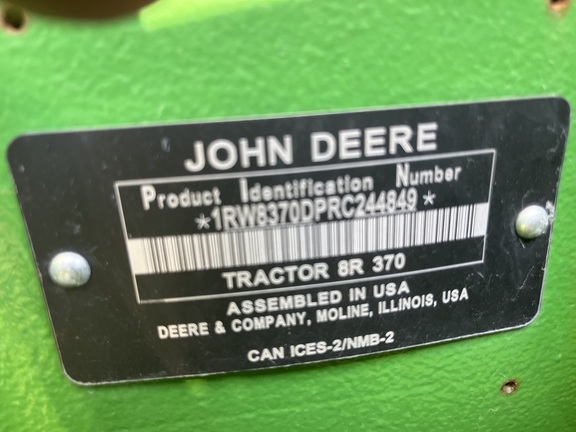 JOHN DEERE
Product Identification Number
*1RW8370DPRC244849*
TRACTOR 8R 370
ASSEMBLED IN USA
DEERE & COMPANY, MOLINE, ILLINOIS, USA
CAN ICES-2/NMB-2